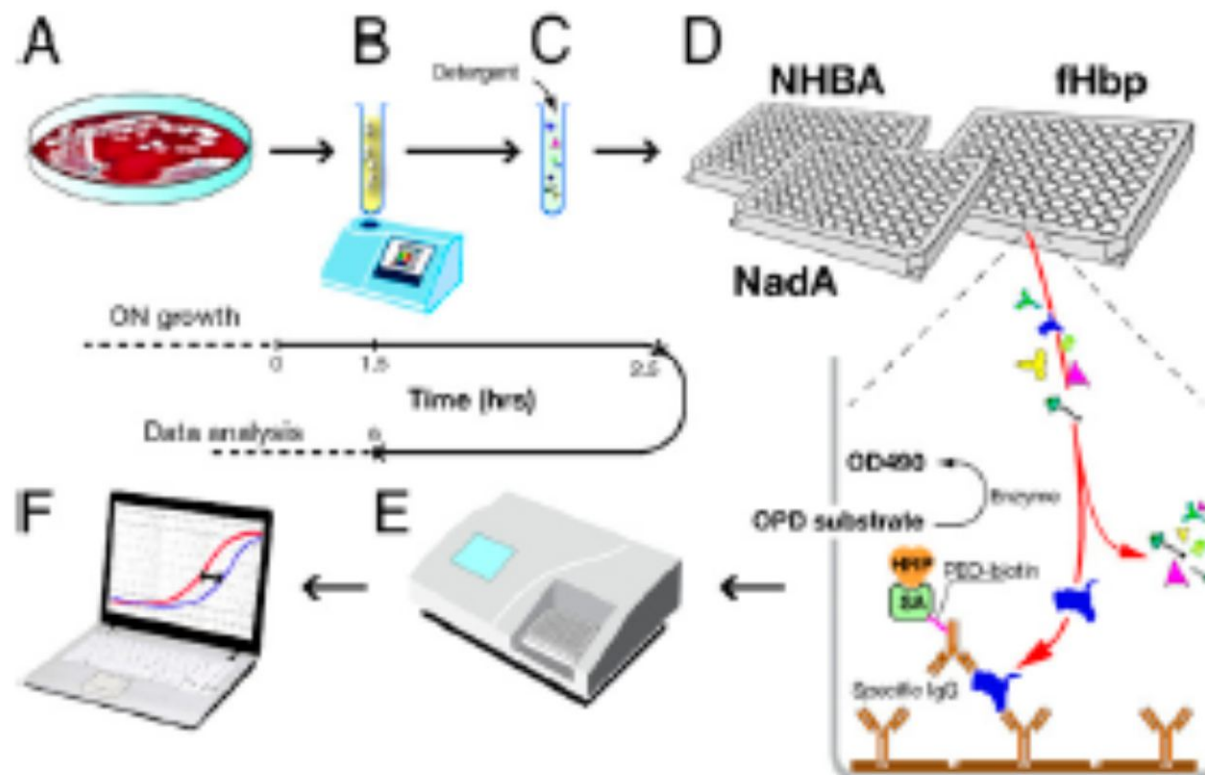 A
B
C
D
Detergent
NHBA
fHbp
NadA
ON growth
0
1.5
2.5
Time (hrs)
Data analysis
6
OD490
Enzyme
OPD substrate
HRP
PEO-biotin
SA
Specific IgG
F
E